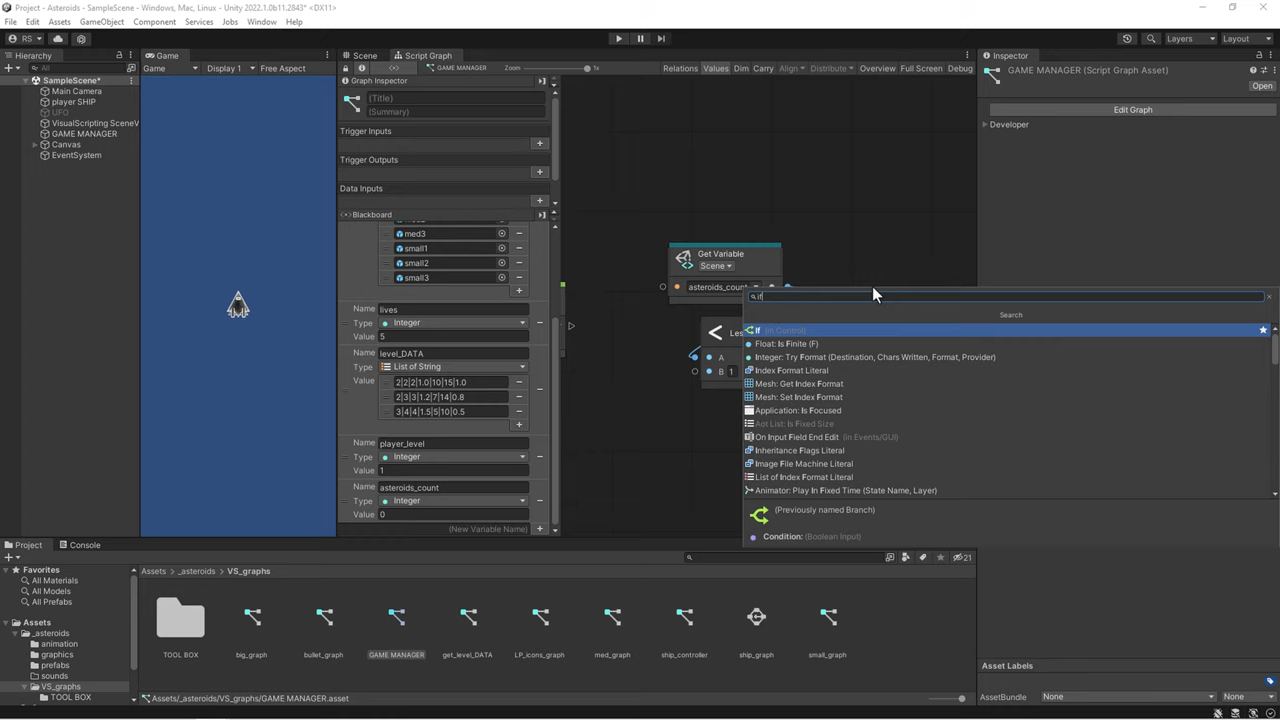 Project - Asteroids - SampleScene - Windows, Mac, Linux - Unity 2022.1.0b11.2843* <DX11>
File Edit Assets GameObject Component Services Jobs Window Help
RS
Layers
Layout
Hierarchy
All
SampleScene*
Main Camera
player SHIP
UFO
VisualScripting SceneV
GAME MANAGER
Canvas
EventSystem
Game
Game Display 1 Free Aspect
Scene Script Graph
GAME MANAGER Zoom 1x Relations Values Dim Carry Align Distribute Overview Full Screen Debug
Graph Inspector
(Title)
(Summary)
Trigger Inputs
Trigger Outputs
Data Inputs
Blackboard
med3
small1
small2
small3
Name
lives
Type Integer
Value 5
Name
level_DATA
Type List of String
Value 2|2|2|1.0|10|15|1.0
2|3|3|1.2|7|14|0.8
3|4|4|1.5|5|10|0.5
Name
player_level
Type Integer
Value 1
Name
asteroids_count
Type Integer
Value 0
(New Variable Name)
Get Variable
Scene
asteroids_count
Les
A
B 1
if
Search
If (in Control)
Float: Is Finite (F)
Integer: Try Format (Destination, Chars Written, Format, Provider)
Index Format Literal
Mesh: Get Index Format
Mesh: Set Index Format
Application: Is Focused
Aot List: Is Fixed Size
On Input Field End Edit (in Events/GUI)
Inheritance Flags Literal
Image File Machine Literal
List of Index Format Literal
Animator: Play In Fixed Time (State Name, Layer)
(Previously named Branch)
Condition: (Boolean Input)
Inspector
GAME MANAGER (Script Graph Asset)
Open
Edit Graph
Developer
Asset Labels
AssetBundle None None
Project Console
21
Favorites
All Materials
All Models
All Prefabs
Assets
_asteroids
animation
graphics
prefabs
sounds
VS_graphs
TOOL BOX
Assets > _asteroids > VS_graphs
TOOL BOX big_graph bullet_graph GAME MANAGER get_level_DATA LP_icons_graph med_graph ship_controller ship_graph small_graph
Assets/_asteroids/VS_graphs/GAME MANAGER.asset